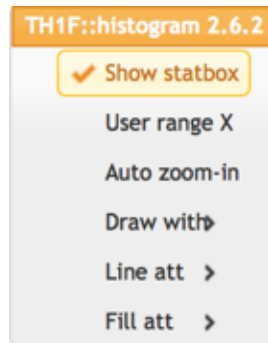 TH1F::histogram 2.6.2
Show statbox
User range X
Auto zoom-in
Draw with
Line att
Fill att